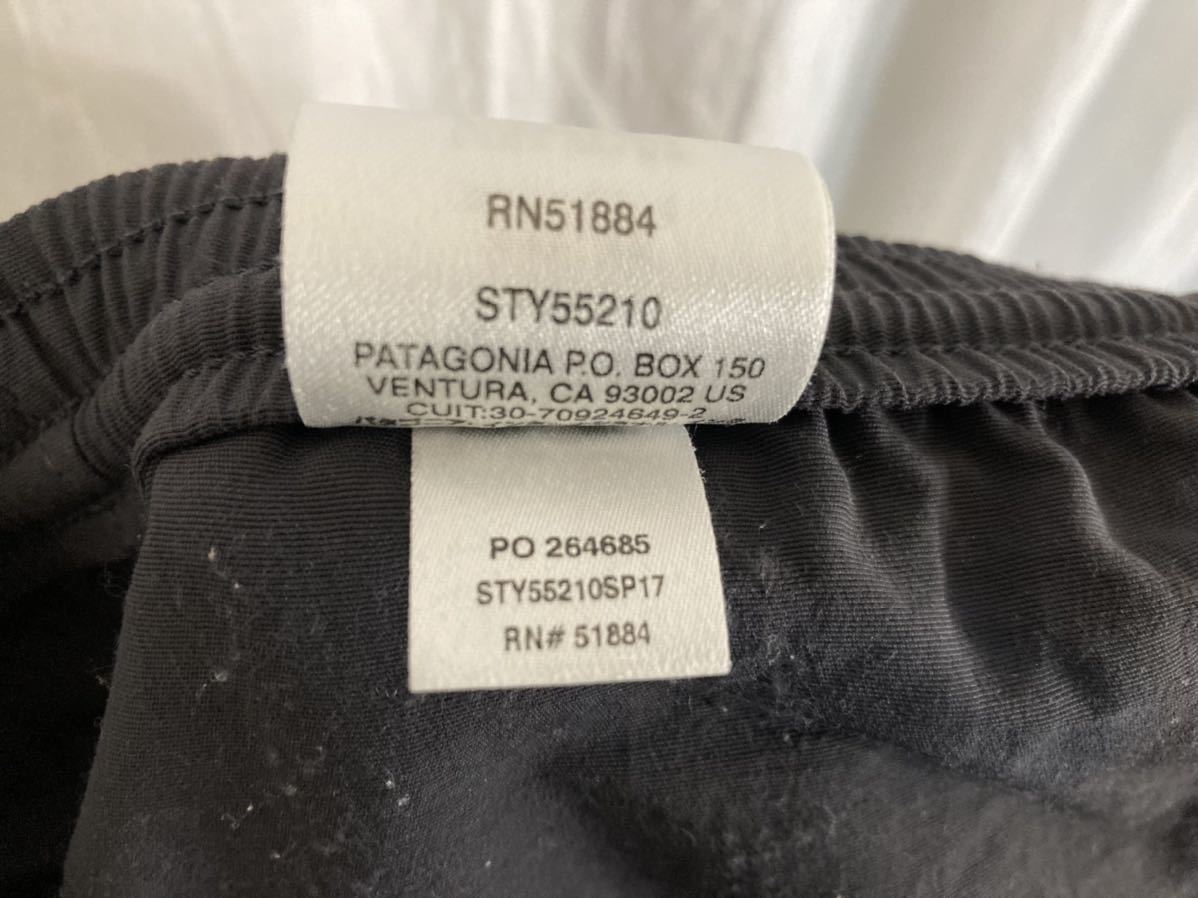 RN51884
STY55210
PATAGONIA P.O. BOX 150
VENTURA, CA 93002 US
CUIT:30-70924649-2
PO 264685
STY55210SP17
RN# 51884